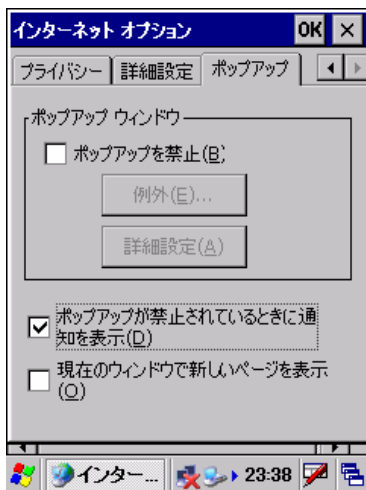 インターネット オプション OK ×
プライバシー 詳細設定 ポップアップ
ポップアップ ウィンドウ
ポップアップを禁止(B)
例外(E)...
詳細設定(A)
ポップアップが禁止されているときに通
知を表示(D)
現在のウィンドウで新しいページを表示
(O)
インター... 23:38